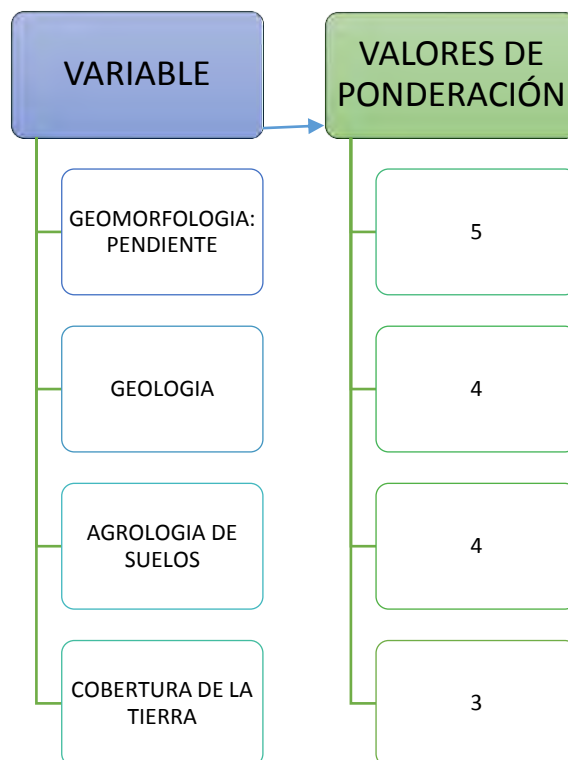 VARIABLE
VALORES DE
PONDERACIÓN
GEOMORFOLOGIA:
PENDIENTE
5
GEOLOGIA
4
AGROLOGIA DE
SUELOS
4
COBERTURA DE LA
TIERRA
3